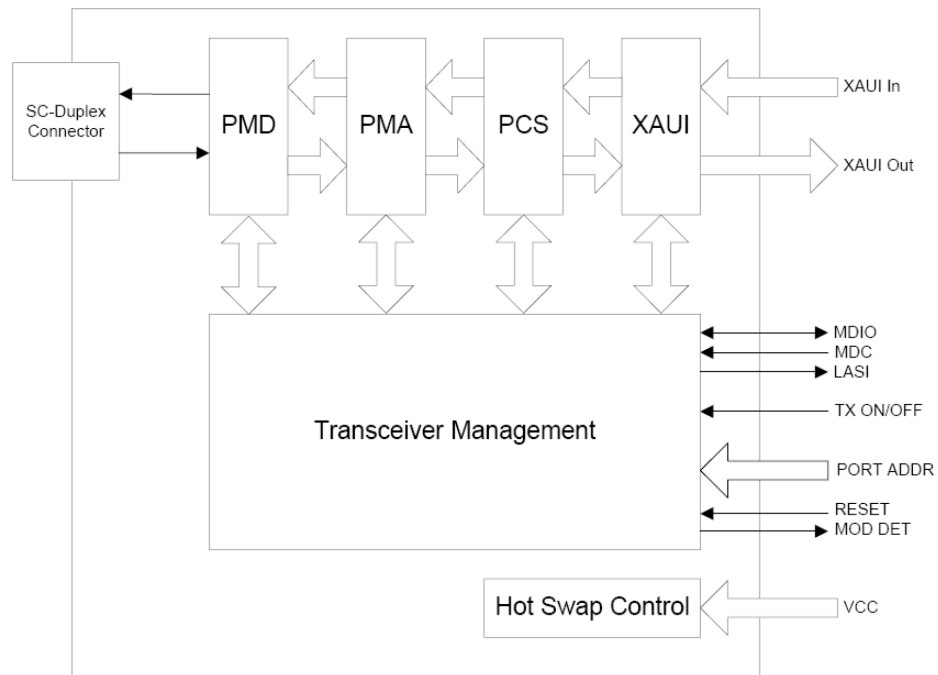 SC-Duplex
Connector
PMD
PMA
PCS
XAUI
XAUI In
XAUI Out
Transceiver Management
MDIO
MDC
LASI
TX ON/OFF
PORT ADDR
RESET
MOD DET
Hot Swap Control
VCC